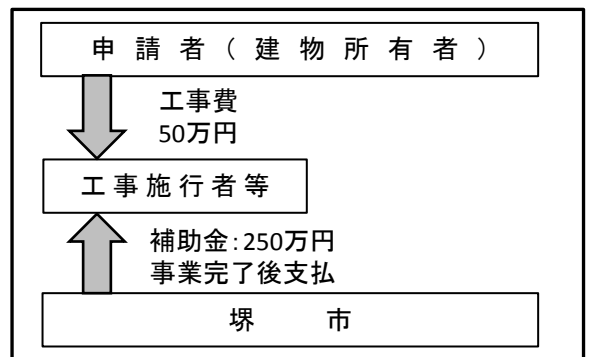 申請者(建物所有者)
工事費
50万円
工事施行者等
補助金:250万円
事業完了後支払
堺 市